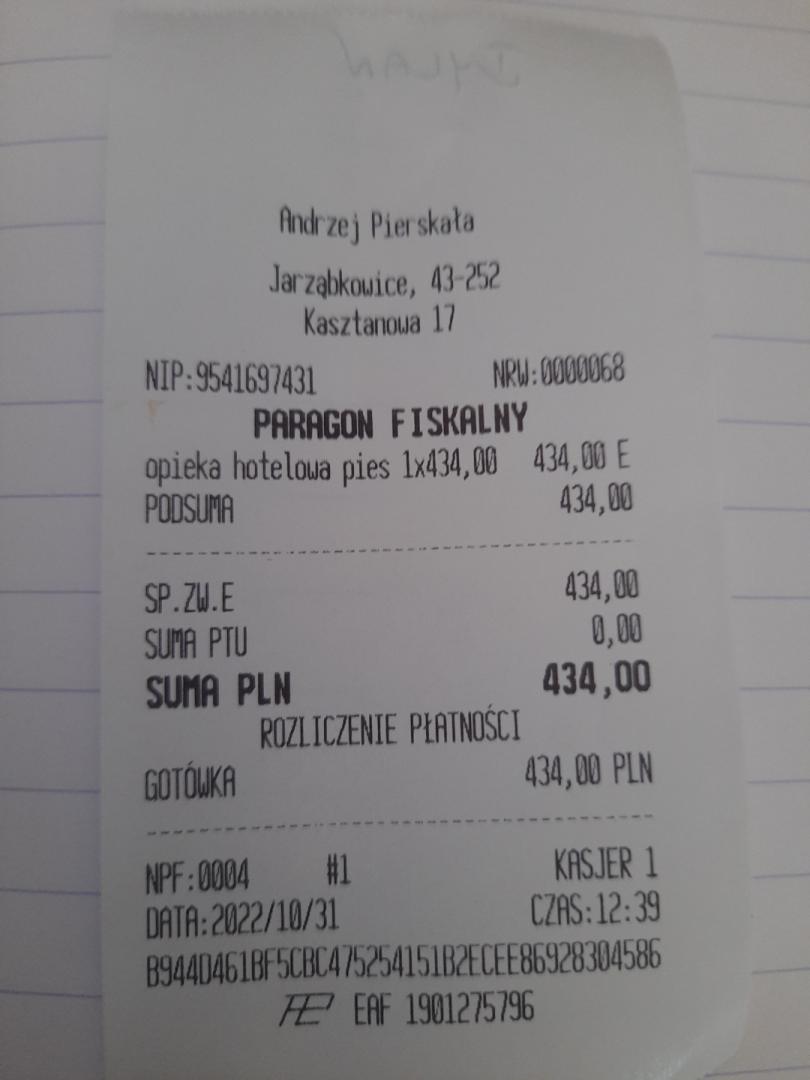 DYLAN
Andrzej Pierskała
Jarząbkowice, 43-252
Kasztanowa 17
NIP:9541697431 NRW:0000068
PARAGON FISKALNY
opieka hotelowa pies 1x434,00 434,00 E
PODSUMA 434,00
SP.ZW.E 434,00
SUMA PTU 0,00
SUMA PLN 434,00
ROZLICZENIE PŁATNOŚCI
GOTÓWKA 434,00 PLN
NPF:0004 #1 KASJER 1
DATA:2022/10/31 CZAS:12:39
B944D461BF5CBC475254151B2ECEE86928304586
EAF 1901275796